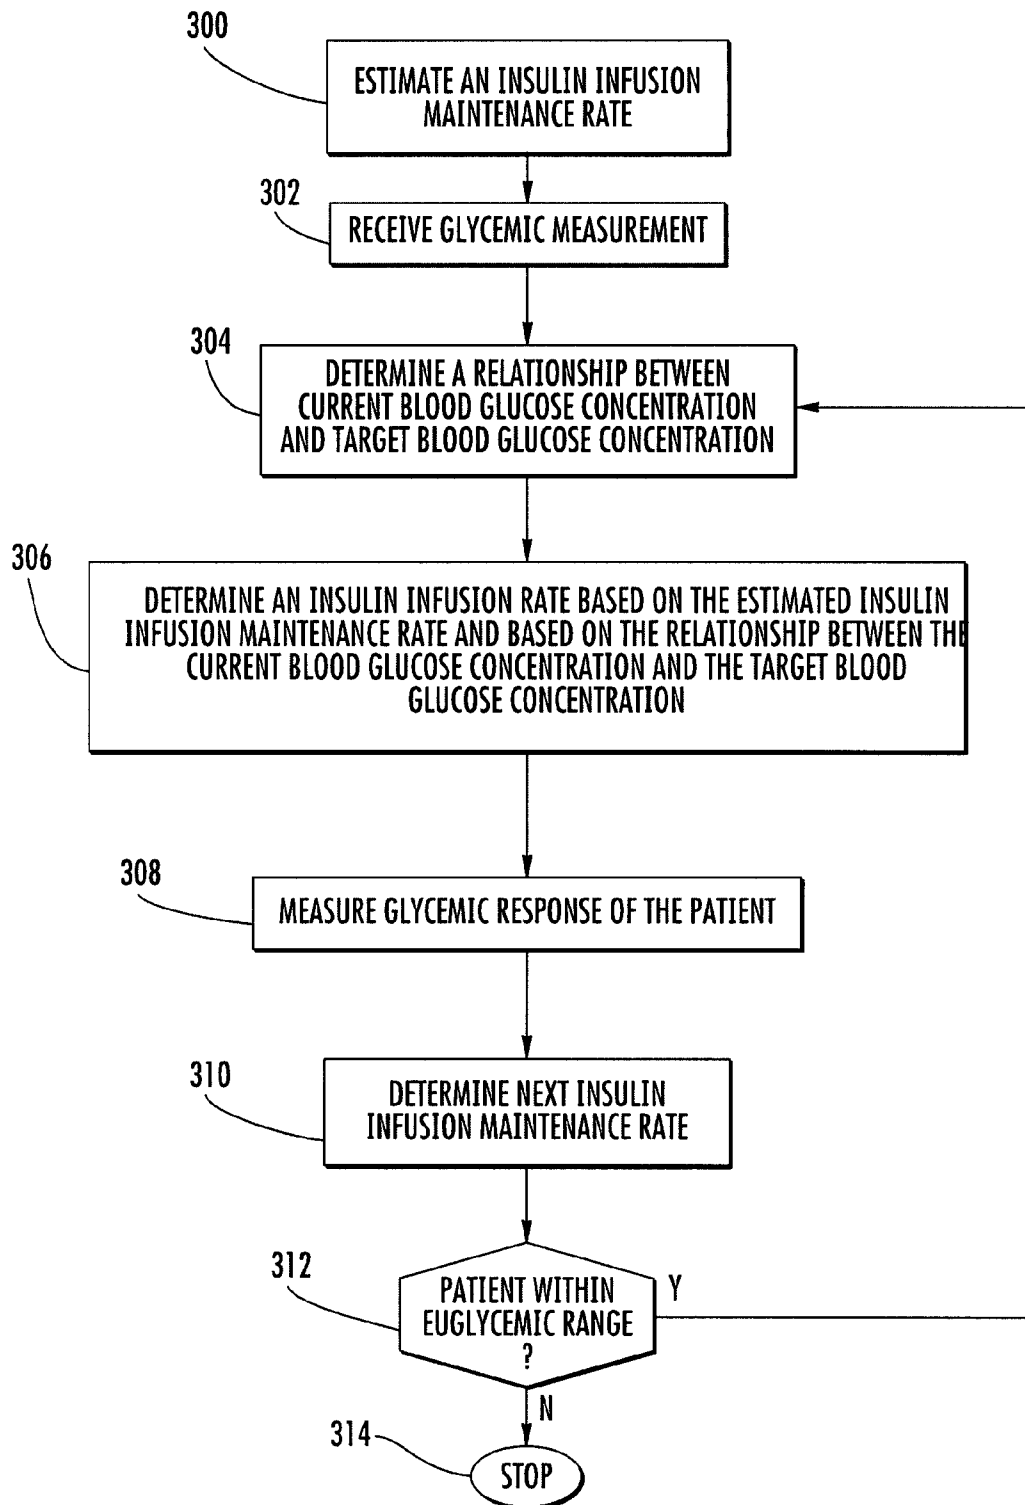 300
ESTIMATE AN INSULIN INFUSION
MAINTENANCE RATE
302
RECEIVE GLYCEMIC MEASUREMENT
304
DETERMINE A RELATIONSHIP BETWEEN
CURRENT BLOOD GLUCOSE CONCENTRATION
AND TARGET BLOOD GLUCOSE CONCENTRATION
306
DETERMINE AN INSULIN INFUSION RATE BASED ON THE ESTIMATED INSULIN
INFUSION MAINTENANCE RATE AND BASED ON THE RELATIONSHIP BETWEEN THE
CURRENT BLOOD GLUCOSE CONCENTRATION AND THE TARGET BLOOD
GLUCOSE CONCENTRATION
308
MEASURE GLYCEMIC RESPONSE OF THE PATIENT
310
DETERMINE NEXT INSULIN
INFUSION MAINTENANCE RATE
312
PATIENT WITHIN
EUGLYCEMIC RANGE
?
Y
N
314
STOP